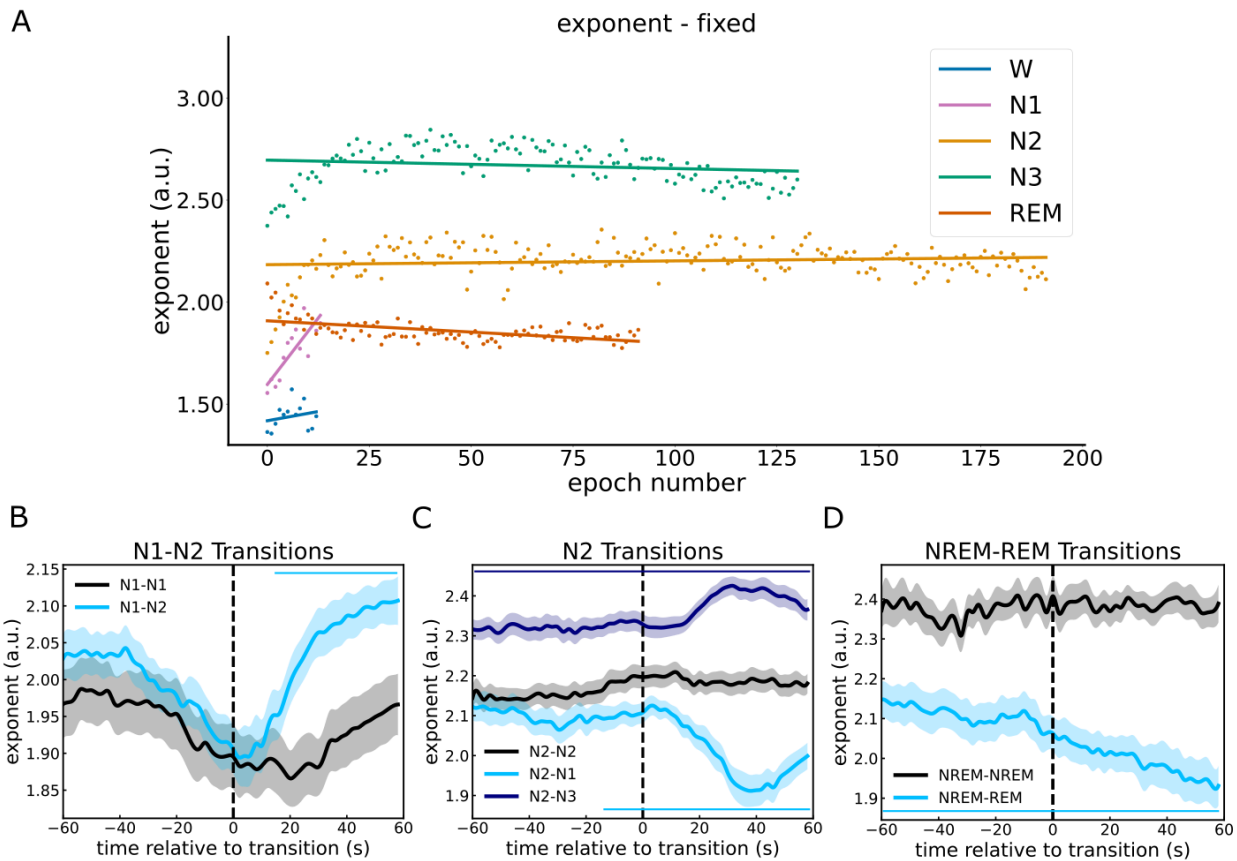 A
exponent - fixed
exponent (a.u.)
3.00
2.50
2.00
1.50
W
N1
N2
N3
REM
0
25
50
75
100
125
150
175
200
epoch number
B
N1-N2 Transitions
exponent (a.u.)
2.15
2.10
2.05
2.00
1.95
1.90
1.85
N1-N1
N1-N2
−60
−40
−20
0
20
40
60
time relative to transition (s)
C
N2 Transitions
exponent (a.u.)
2.4
2.3
2.2
2.1
2.0
1.9
N2-N2
N2-N1
N2-N3
−60
−40
−20
0
20
40
60
time relative to transition (s)
D
NREM-REM Transitions
exponent (a.u.)
2.4
2.3
2.2
2.1
2.0
1.9
NREM-NREM
NREM-REM
−60
−40
−20
0
20
40
60
time relative to transition (s)